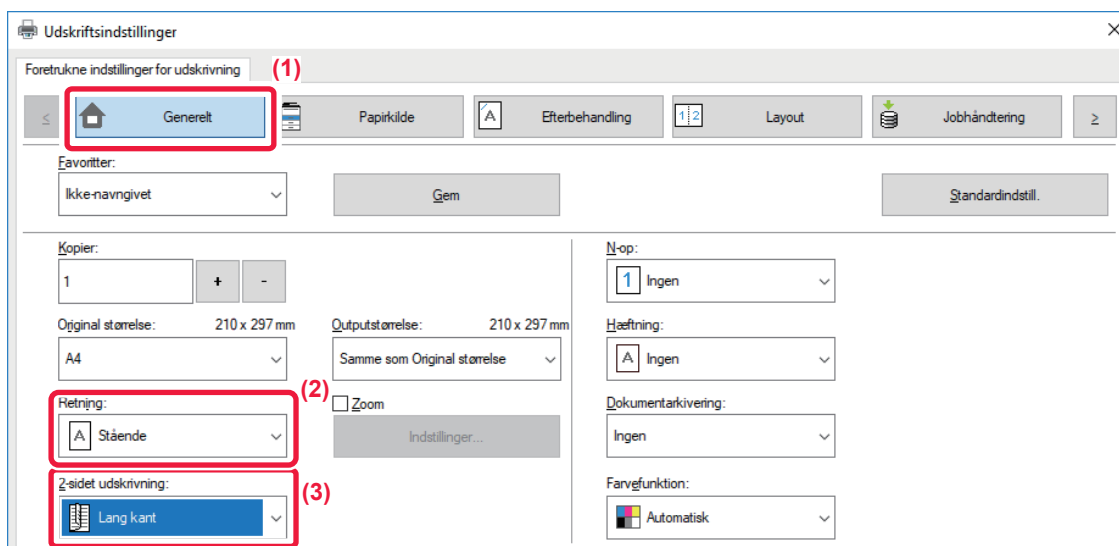 Udskriftsindstillinger
Foretrukne indstillinger for udskrivning
(1)
<
Generelt
Papirkilde
Efterbehandling
Layout
Jobhåndtering
>
Favoritter:
Ikke-navngivet
Gem
Standardindstill.
Kopier:
1
+
-
N-op:
1 Ingen
Original størrelse: 210 x 297 mm
A4
Outputstørrelse: 210 x 297 mm
Samme som Original størrelse
Hæftning:
A Ingen
(2)
Retning:
A Stående
Zoom
Indstillinger...
Dokumentarkivering:
Ingen
(3)
2-sidet udskrivning:
Lang kant
Farvefunktion:
Automatisk